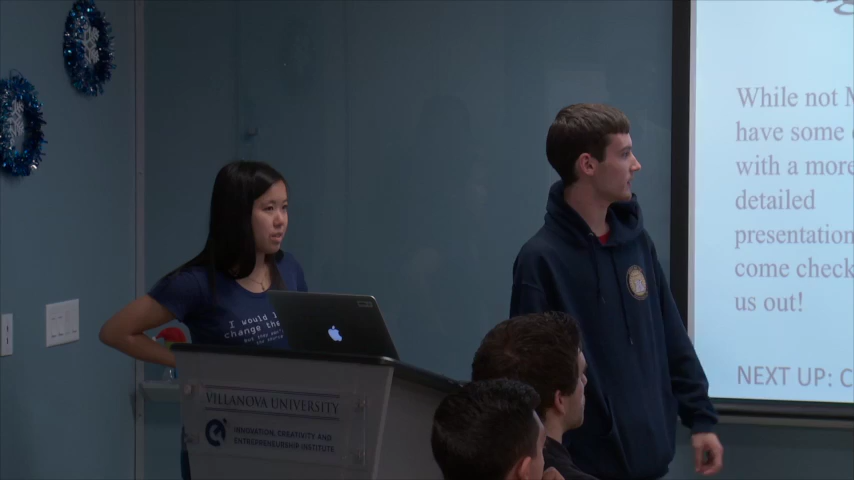 While not
have some
with a more
detailed
presentation
come check
us out!
NEXT UP: C
I would l
change th
VILLANOVA UNIVERSITY
INNOVATION, CREATIVITY AND
ENTREPRENEURSHIP INSTITUTE